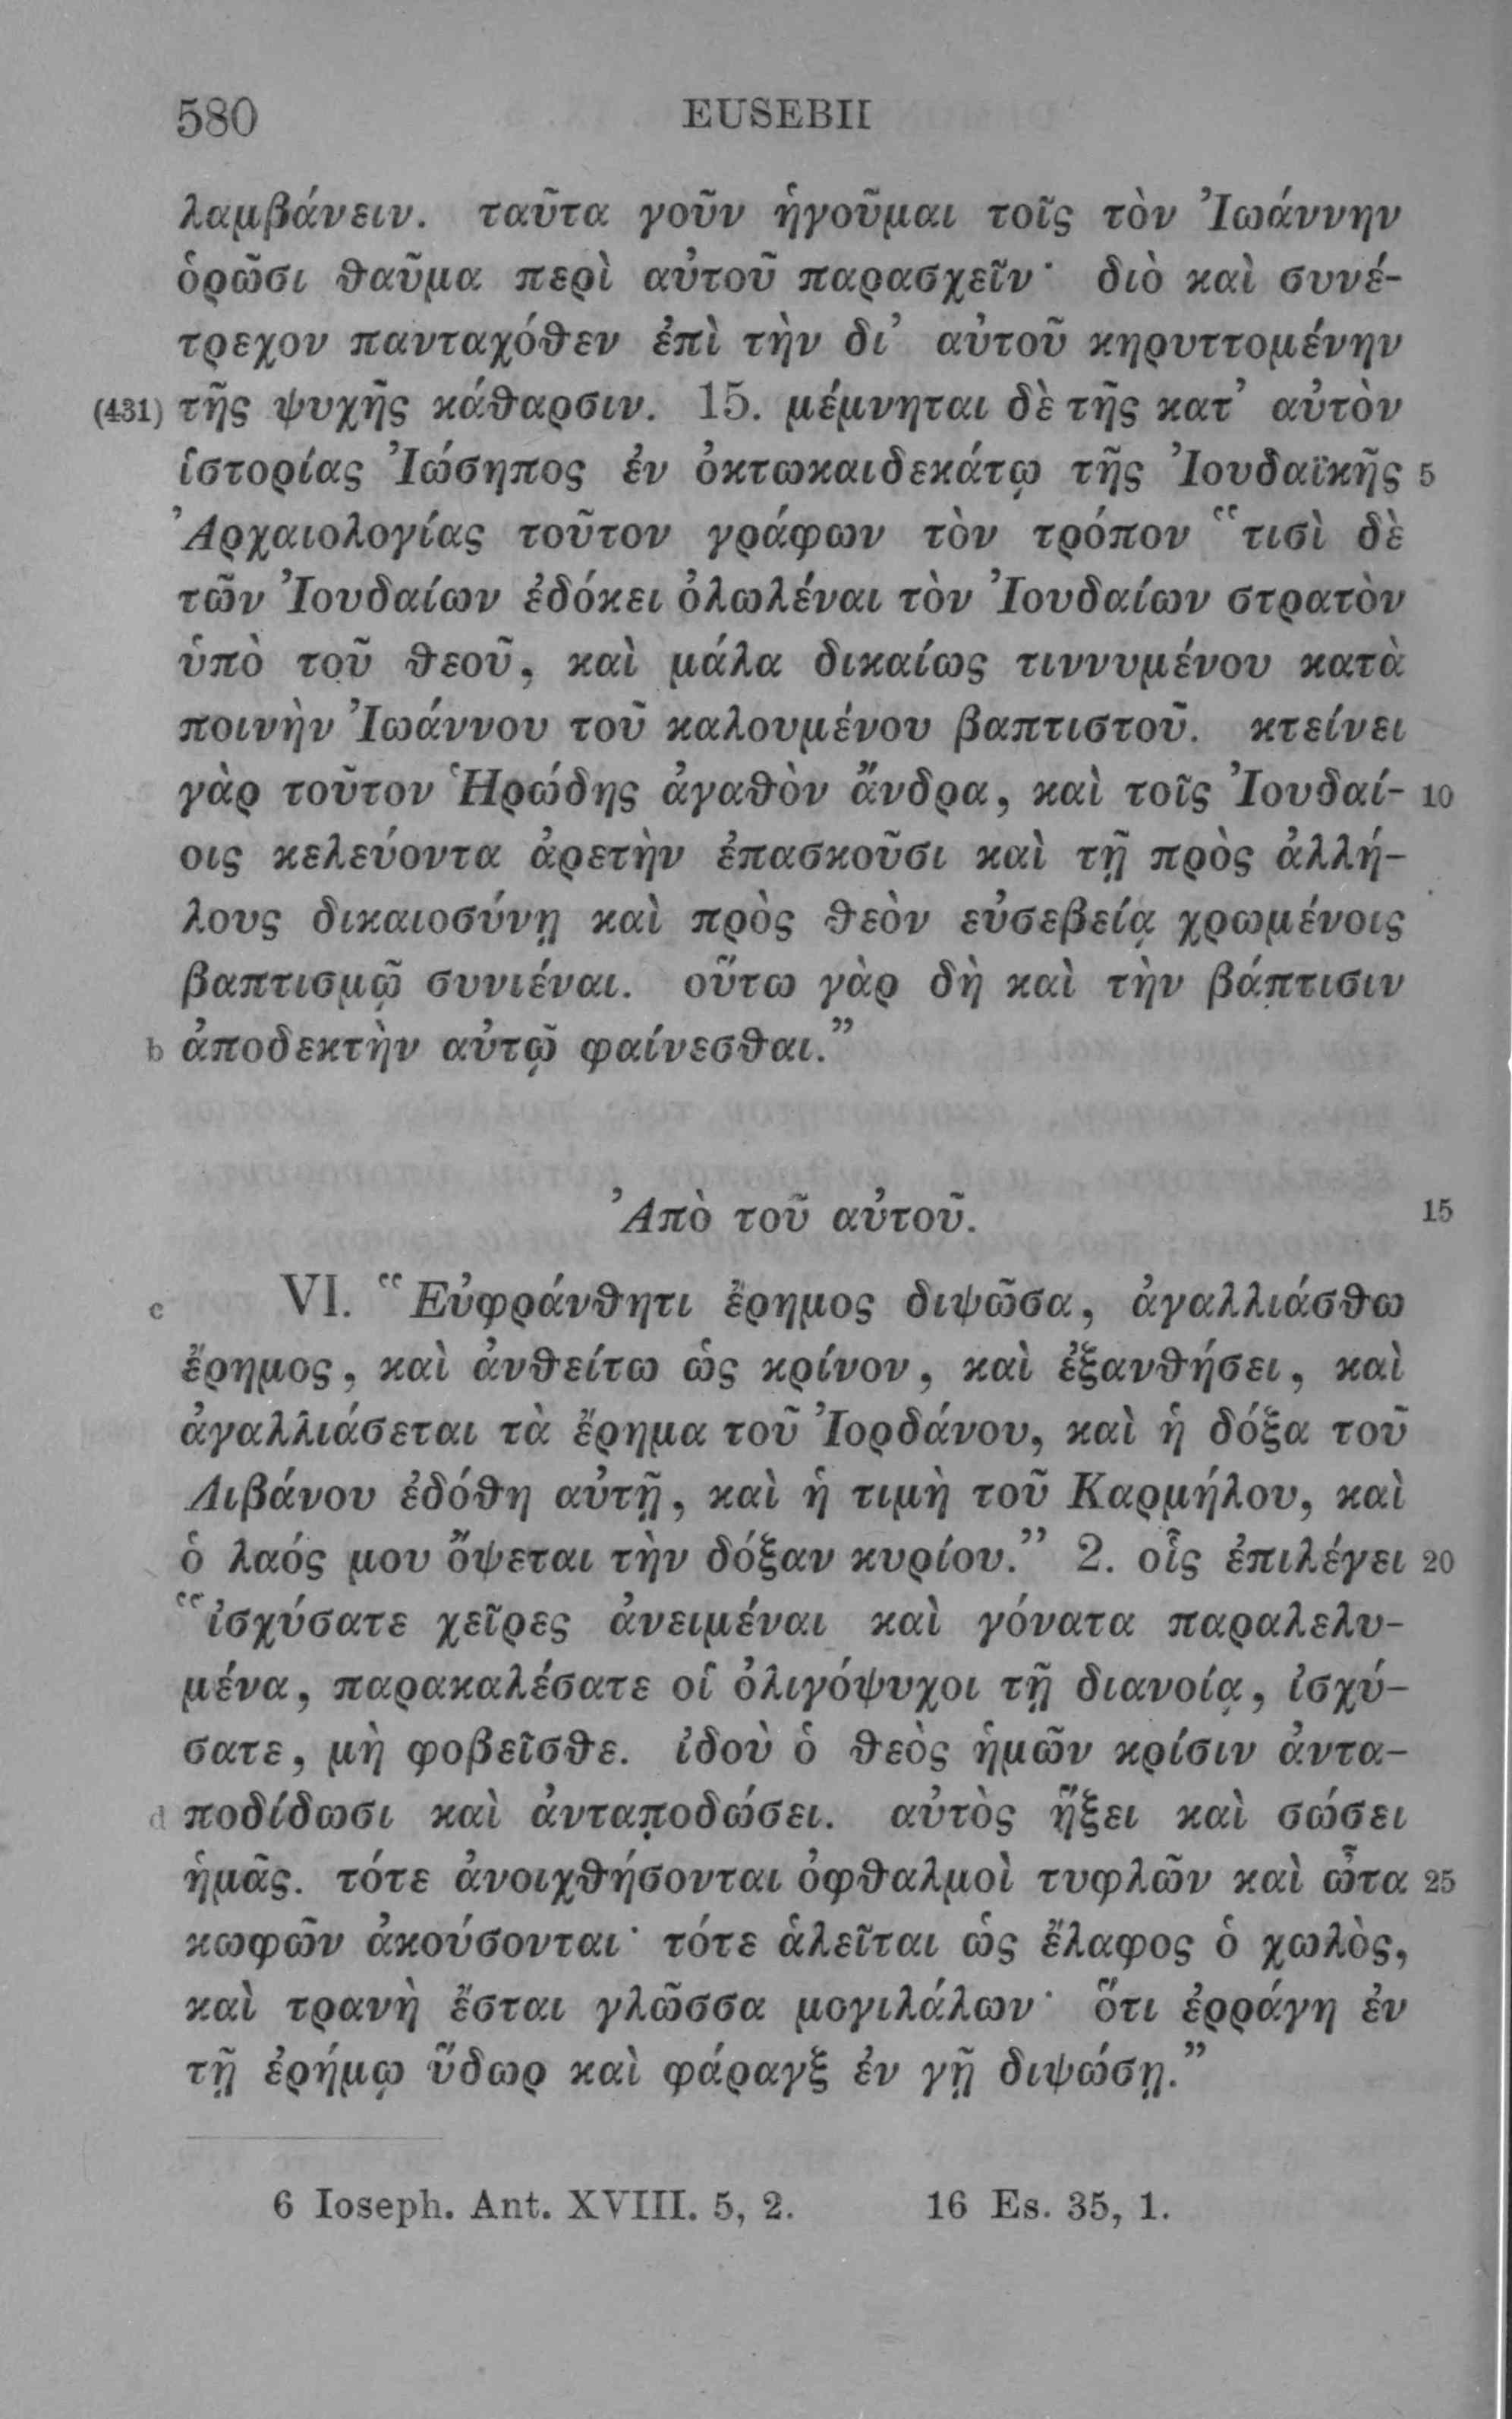 580 EUSEBII
λαμβάνειν. ταῦτα γοῦν ἡγοῦμαι τοῖς τὸν Ἰωάννην
ὁρῶσι θαῦμα περὶ αὐτοῦ παρασχεῖν· διὸ καὶ συνέ-
τρεχον πανταχόθεν ἐπὶ τὴν δι’ αὐτοῦ κηρυττομένην
(431) τῆς ψυχῆς κάθαρσιν. 15. μέμνηται δὲ τῆς κατ’ αὐτὸν
ἱστορίας Ἰώσηπος ἐν ὀκτωκαιδεκάτῳ τῆς Ἰουδαϊκῆς 5
Ἀρχαιολογίας τοῦτον γράφων τὸν τρόπον “τισὶ δὲ
τῶν Ἰουδαίων ἐδόκει ὀλωλέναι τὸν Ἰουδαίων στρατὸν
ὑπὸ τοῦ θεοῦ, καὶ μάλα δικαίως τιννυμένου κατὰ
ποινὴν Ἰωάννου τοῦ καλουμένου βαπτιστοῦ. κτείνει
γὰρ τοῦτον Ἡρώδης ἀγαθὸν ἄνδρα, καὶ τοῖς Ἰουδαί- 10
οις κελεύοντα ἀρετὴν ἐπασκοῦσι καὶ τῇ πρὸς ἀλλή-
λους δικαιοσύνῃ καὶ πρὸς θεὸν εὐσεβείᾳ χρωμένοις
βαπτισμῷ συνιέναι. οὕτω γὰρ δὴ καὶ τὴν βάπτισιν
b ἀποδεκτὴν αὐτῷ φαίνεσθαι.”
Ἀπὸ τοῦ αὐτοῦ. 15
c VI. “Εὐφράνθητι ἔρημος διψῶσα, ἀγαλλιάσθω
ἔρημος, καὶ ἀνθείτω ὡς κρίνον, καὶ ἐξανθήσει, καὶ
ἀγαλλιάσεται τὰ ἔρημα τοῦ Ἰορδάνου, καὶ ἡ δόξα τοῦ
Λιβάνου ἐδόθη αὐτῇ, καὶ ἡ τιμὴ τοῦ Καρμήλου, καὶ
ὁ λαός μου ὄψεται τὴν δόξαν κυρίου.” 2. οἷς ἐπιλέγει 20
“ἰσχύσατε χεῖρες ἀνειμέναι καὶ γόνατα παραλελυ-
μένα, παρακαλέσατε οἱ ὀλιγόψυχοι τῇ διανοίᾳ, ἰσχύ-
σατε, μὴ φοβεῖσθε. ἰδοὺ ὁ θεὸς ἡμῶν κρίσιν ἀντα-
d ποδίδωσι καὶ ἀνταποδώσει. αὐτὸς ἥξει καὶ σώσει
ἡμᾶς. τότε ἀνοιχθήσονται ὀφθαλμοὶ τυφλῶν καὶ ὦτα 25
κωφῶν ἀκούσονται· τότε ἁλεῖται ὡς ἔλαφος ὁ χωλὸς,
καὶ τρανὴ ἔσται γλῶσσα μογιλάλων· ὅτι ἐρράγη ἐν
τῇ ἐρήμῳ ὕδωρ καὶ φάραγξ ἐν γῇ διψώσῃ.”
6 Ioseph. Ant. XVIII. 5, 2. 16 Es. 35, 1.